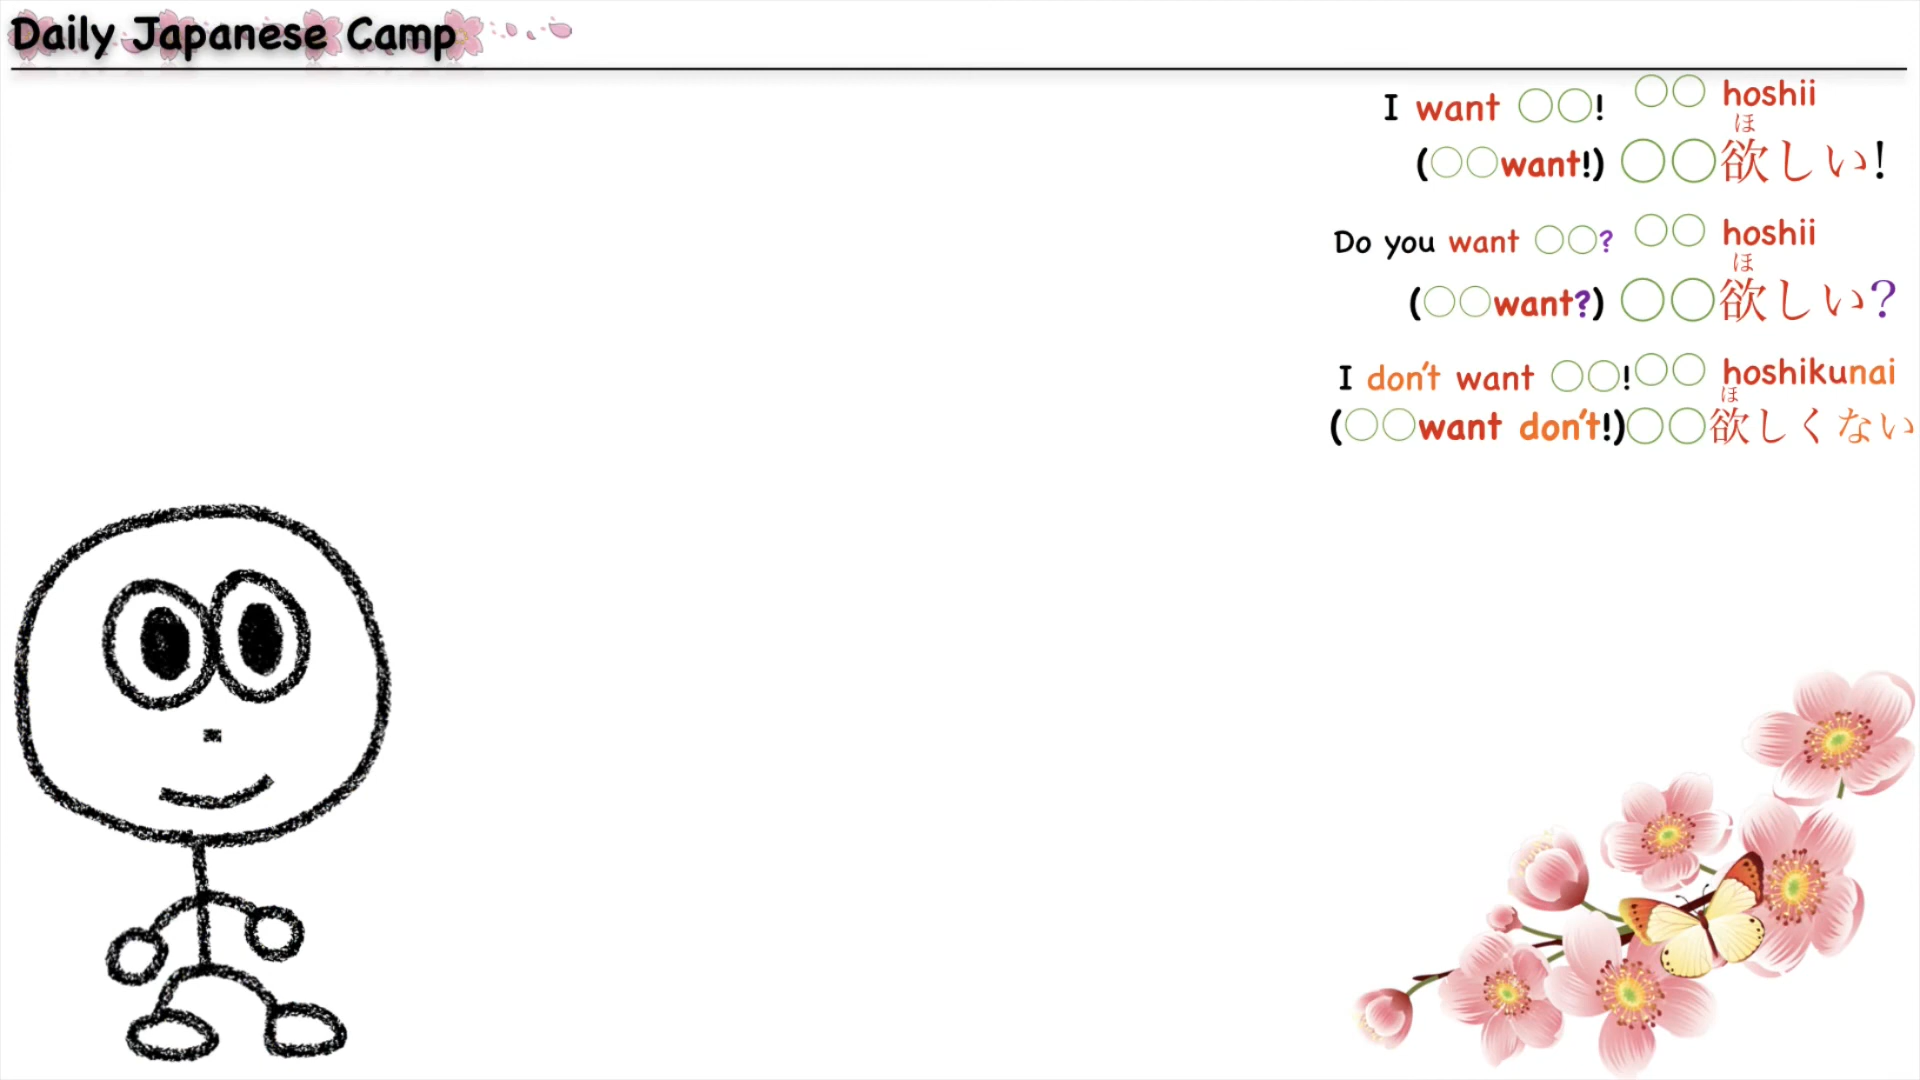 Daily Japanese Camp
I want ○○! ○○ hoshii
ほ
(○○want!) ○○欲しい!
Do you want ○○? ○○ hoshii
ほ
(○○want?) ○○欲しい?
I don't want ○○! ○○ hoshikunai
ほ
(○○want don't!) ○○欲しくない